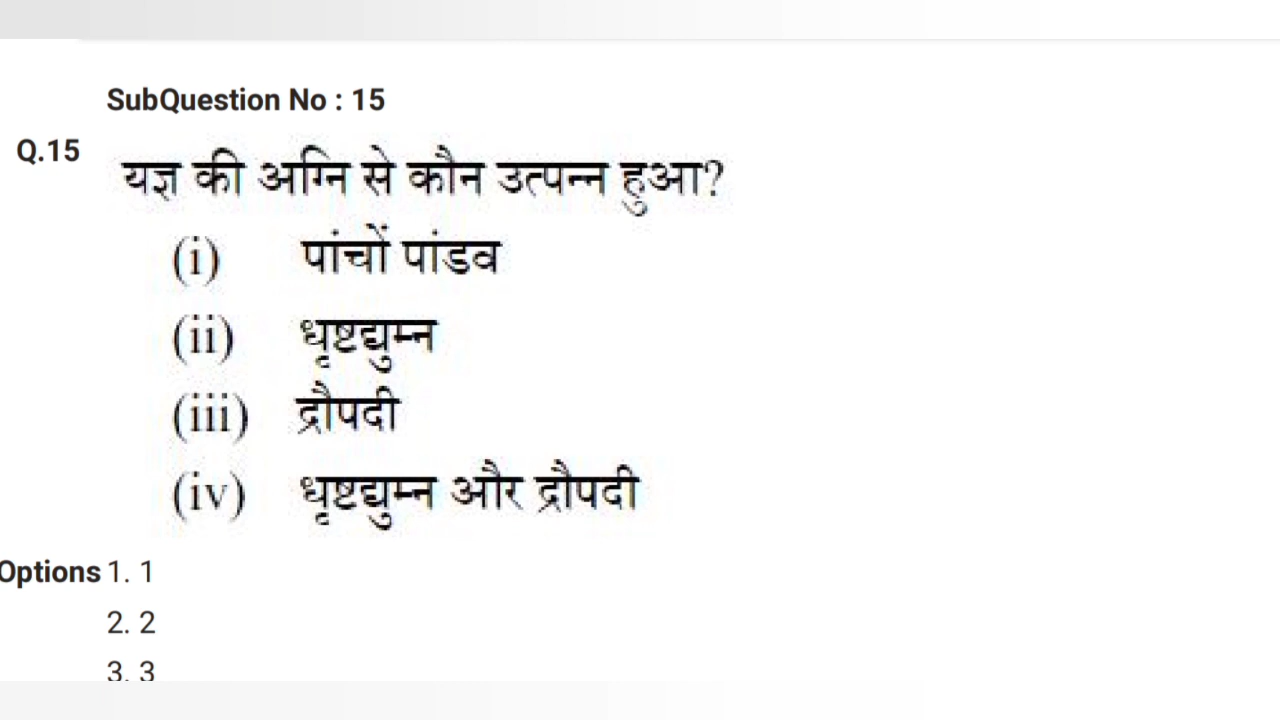 SubQuestion No : 15
Q.15 यज्ञ की अग्नि से कौन उत्पन्न हुआ?
(i) पांचों पांडव
(ii) धृष्टद्युम्न
(iii) द्रौपदी
(iv) धृष्टद्युम्न और द्रौपदी
Options 1. 1
2. 2
3. 3